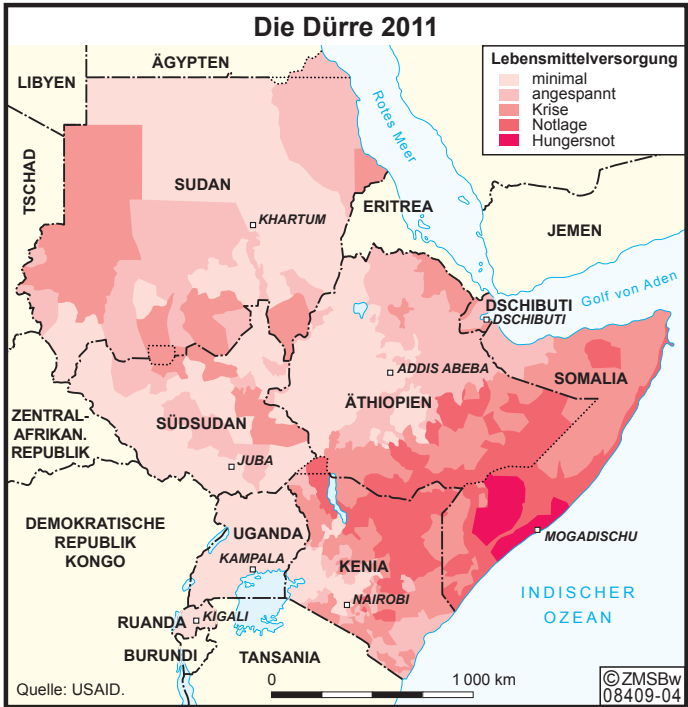 Die Dürre 2011
Lebensmittelversorgung
minimal
angespannt
Krise
Notlage
Hungersnot
ÄGYPTEN
LIBYEN
TSCHAD
Rotes Meer
SUDAN
KHARTUM
ERITREA
JEMEN
DSCHIBUTI
DSCHIBUTI
Golf von Aden
ADDIS ABEBA
ÄTHIOPIEN
SOMALIA
ZENTRAL-
AFRIKAN.
REPUBLIK
SÜDSUDAN
JUBA
DEMOKRATISCHE
REPUBLIK
KONGO
UGANDA
KAMPALA
KENIA
NAIROBI
MOGADISCHU
INDISCHER
OZEAN
RUANDA
KIGALI
BURUNDI
TANSANIA
Quelle: USAID.
0 1 000 km
©ZMSBw
08409-04